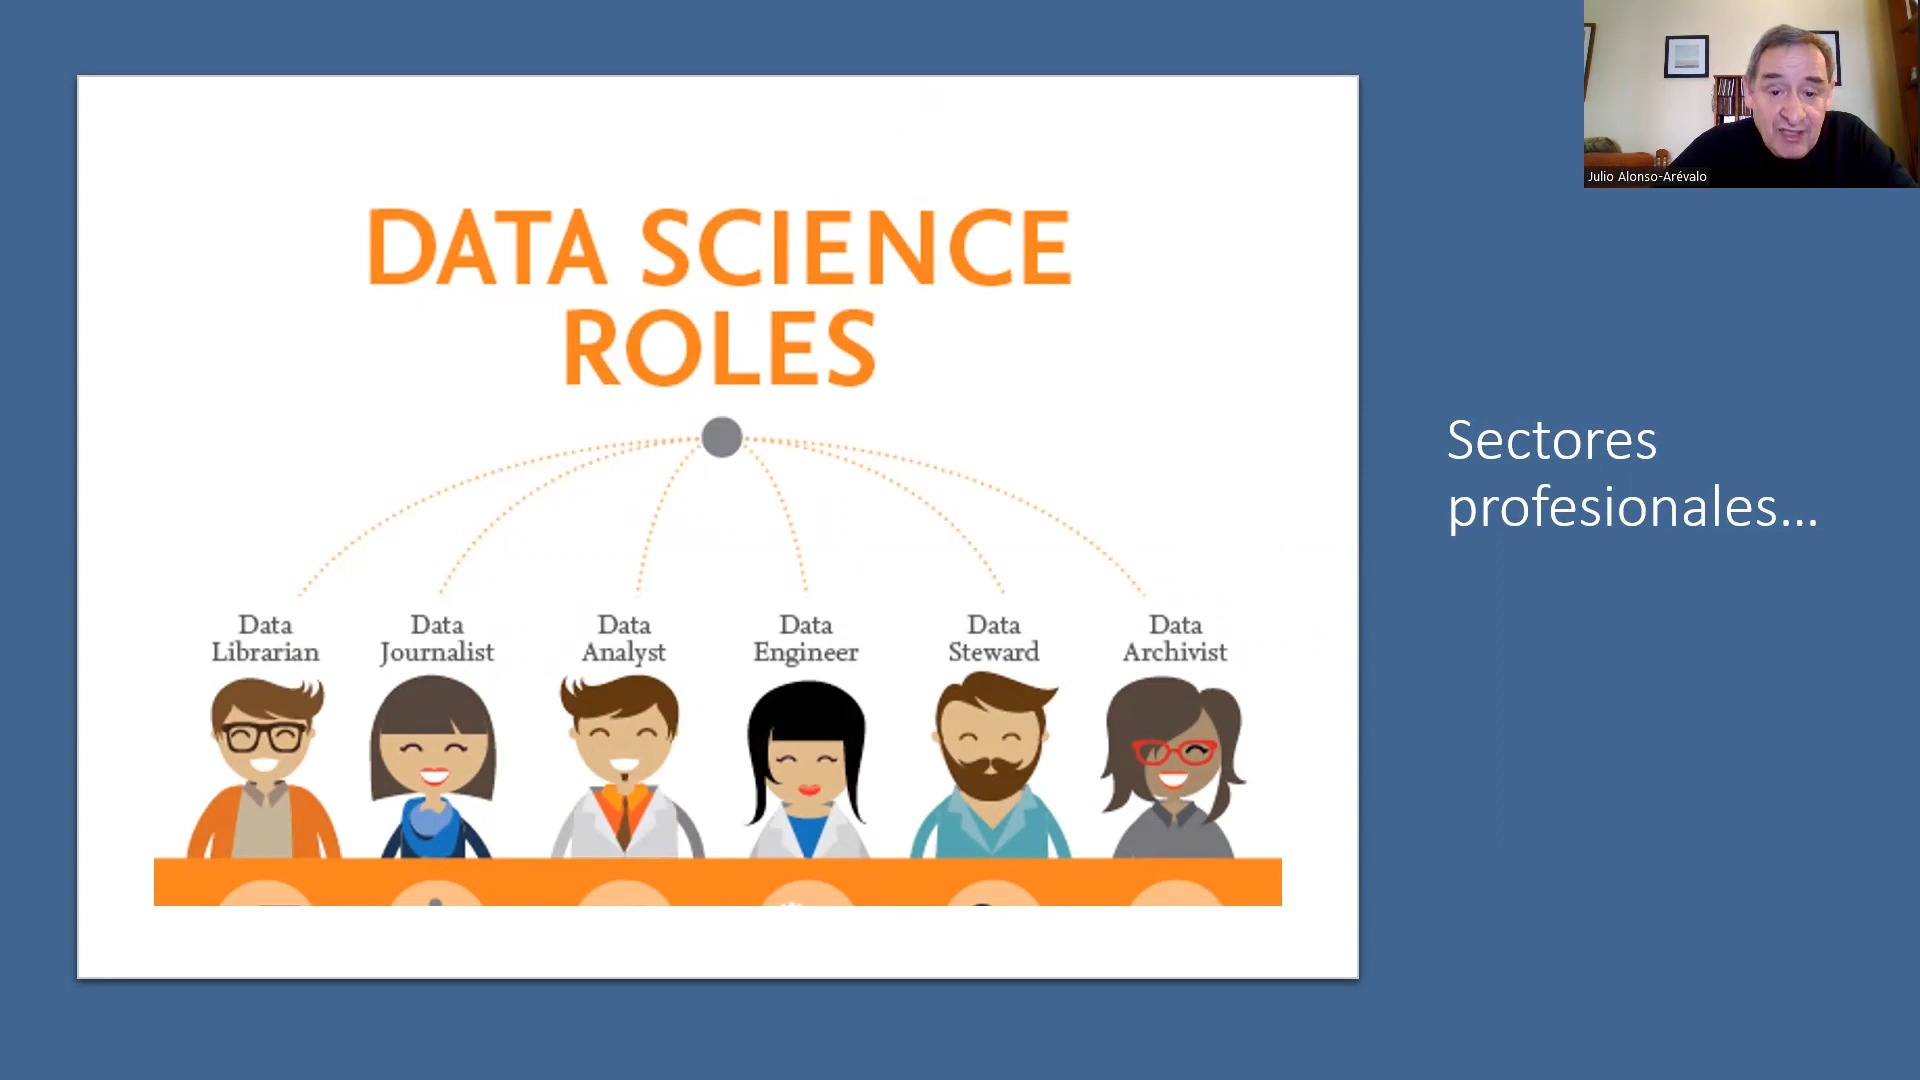 DATA SCIENCE
ROLES
Data
Librarian
Data
Journalist
Data
Analyst
Data
Engineer
Data
Steward
Data
Archivist
Sectores
profesionales...
Julio Alonso-Arévalo